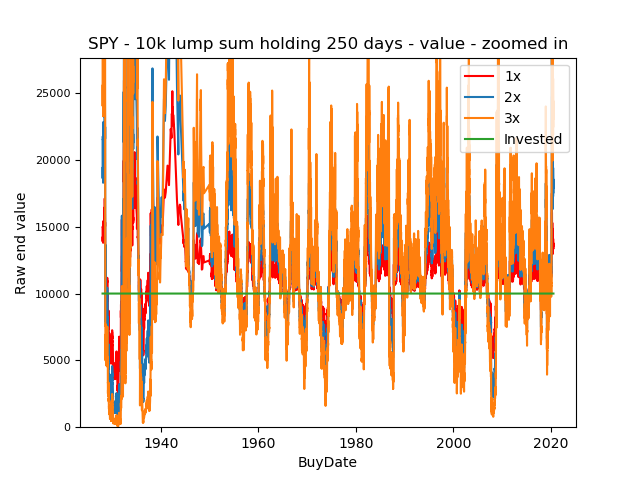 SPY - 10k lump sum holding 250 days - value - zoomed in
1x
2x
3x
Invested
Raw end value
25000
20000
15000
10000
5000
0
1940
1960
1980
2000
2020
BuyDate